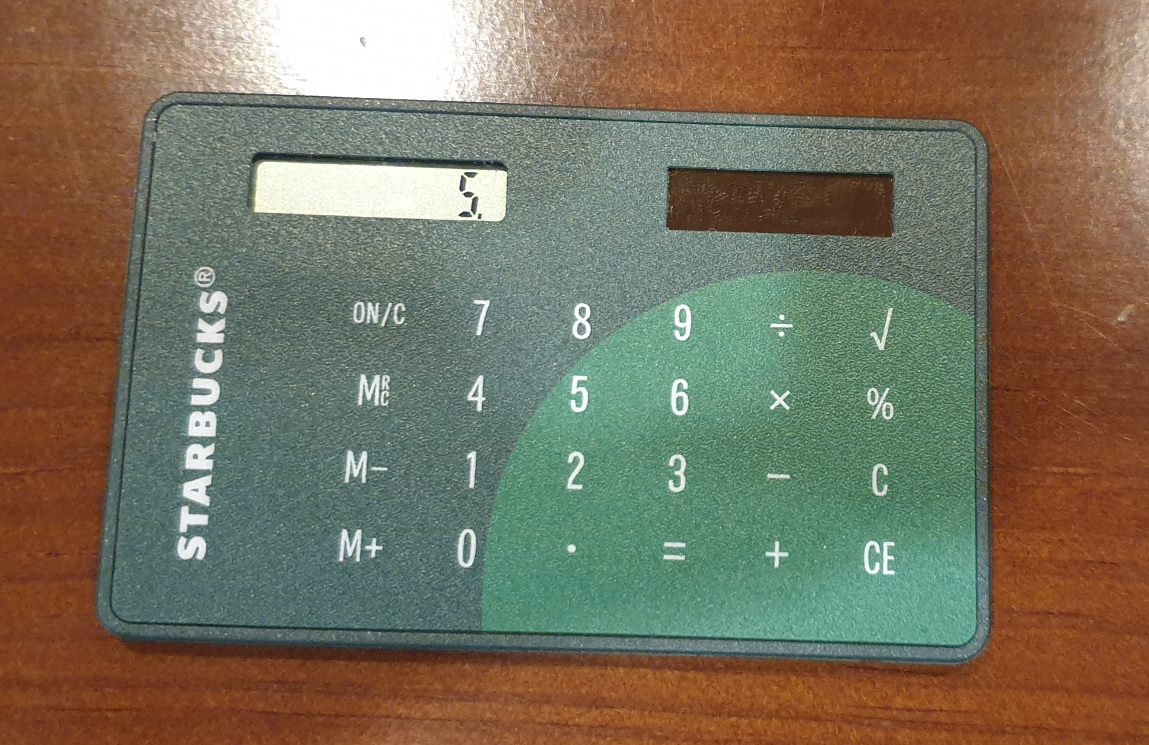 5.
STARBUCKS®
ON/C 7 8 9 ÷ √
MRC 4 5 6 × %
M− 1 2 3 − C
M+ 0 · = + CE